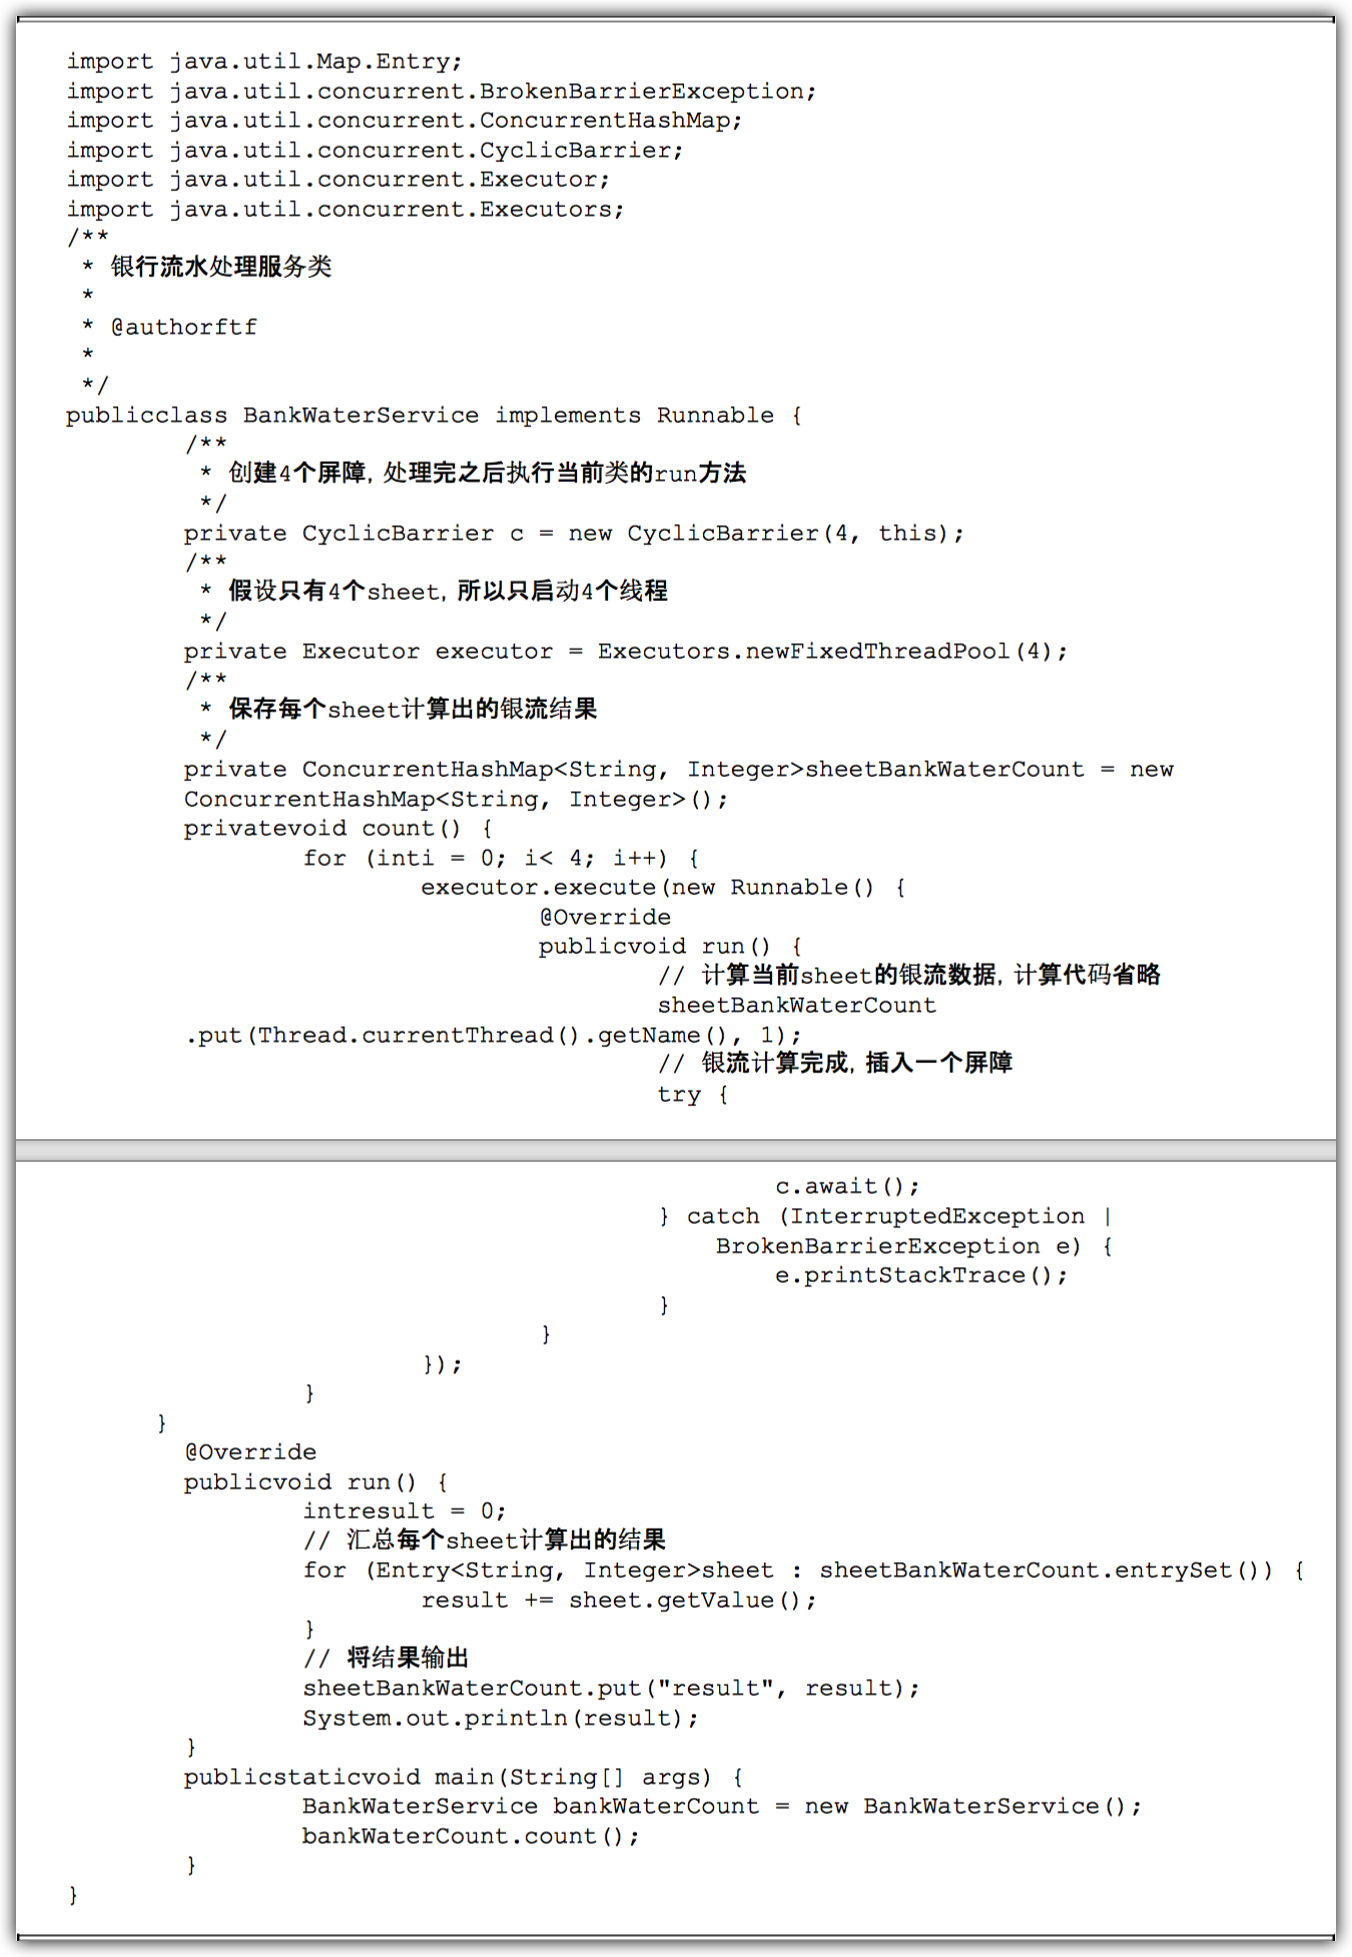 import java.util.Map.Entry;
import java.util.concurrent.BrokenBarrierException;
import java.util.concurrent.ConcurrentHashMap;
import java.util.concurrent.CyclicBarrier;
import java.util.concurrent.Executor;
import java.util.concurrent.Executors;
/**
 * 银行流水处理服务类
 *
 * @authorftf
 *
 */
publicclass BankWaterService implements Runnable {
        /**
         * 创建4个屏障, 处理完之后执行当前类的run方法
         */
        private CyclicBarrier c = new CyclicBarrier(4, this);
        /**
         * 假设只有4个sheet, 所以只启动4个线程
         */
        private Executor executor = Executors.newFixedThreadPool(4);
        /**
         * 保存每个sheet计算出的银流结果
         */
        private ConcurrentHashMap<String, Integer>sheetBankWaterCount = new
        ConcurrentHashMap<String, Integer>();
        privatevoid count() {
                for (inti = 0; i< 4; i++) {
                        executor.execute(new Runnable() {
                                @Override
                                publicvoid run() {
                                        // 计算当前sheet的银流数据, 计算代码省略
                                        sheetBankWaterCount
        .put(Thread.currentThread().getName(), 1);
                                        // 银流计算完成, 插入一个屏障
                                        try {
                                                c.await();
                                        } catch (InterruptedException |
                                            BrokenBarrierException e) {
                                                e.printStackTrace();
                                        }
                                }
                        });
                }
      }
        @Override
        publicvoid run() {
                intresult = 0;
                // 汇总每个sheet计算出的结果
                for (Entry<String, Integer>sheet : sheetBankWaterCount.entrySet()) {
                        result += sheet.getValue();
                }
                // 将结果输出
                sheetBankWaterCount.put("result", result);
                System.out.println(result);
        }
        publicstaticvoid main(String[] args) {
                BankWaterService bankWaterCount = new BankWaterService();
                bankWaterCount.count();
        }
}